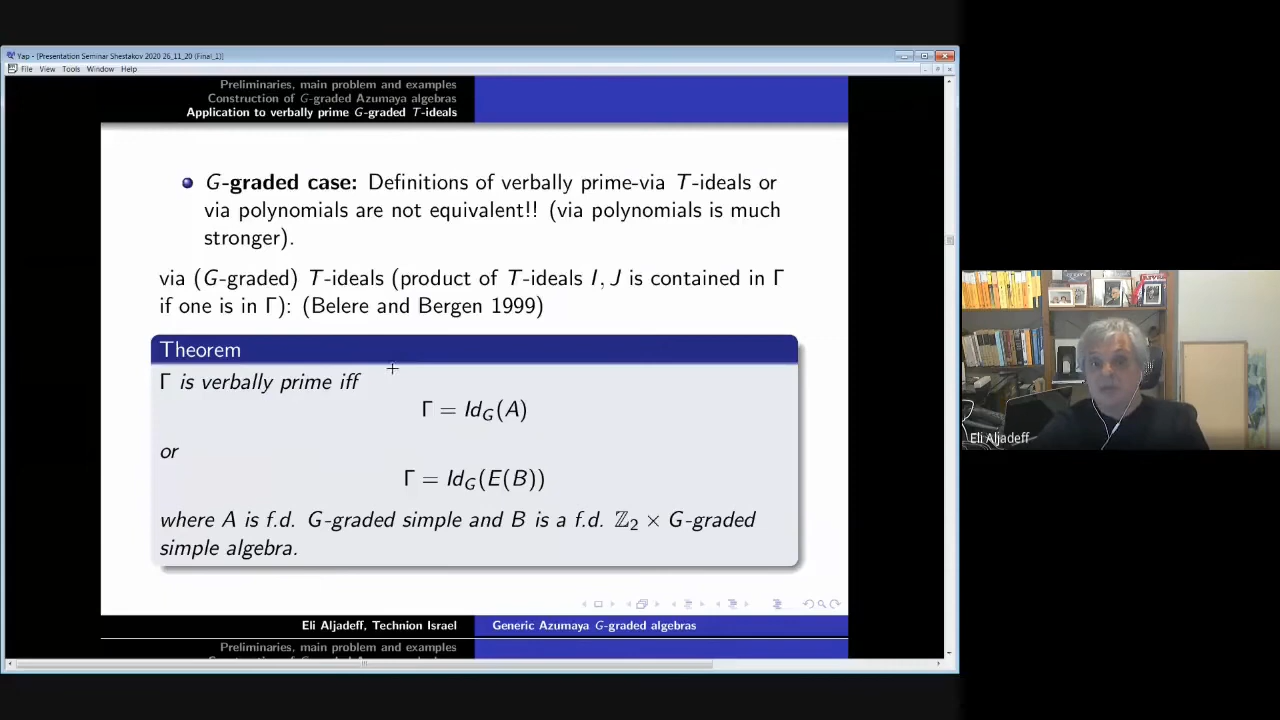 Yap - [Presentation Seminar Shestakov 2020 26_11_20 (Final_1)]
File View Tools Window Help
Preliminaries, main problem and examples
Construction of G-graded Azumaya algebras
Application to verbally prime G-graded T-ideals
G-graded case: Definitions of verbally prime-via T-ideals or
via polynomials are not equivalent!! (via polynomials is much
stronger).
via (G-graded) T-ideals (product of T-ideals I, J is contained in Γ
if one is in Γ): (Belere and Bergen 1999)
Theorem
Γ is verbally prime iff
Γ = Id_G(A)
or
Γ = Id_G(E(B))
where A is f.d. G-graded simple and B is a f.d. ℤ₂ × G-graded
simple algebra.
Eli Aljadeff
Eli Aljadeff, Technion Israel
Generic Azumaya G-graded algebras
Preliminaries, main problem and examples